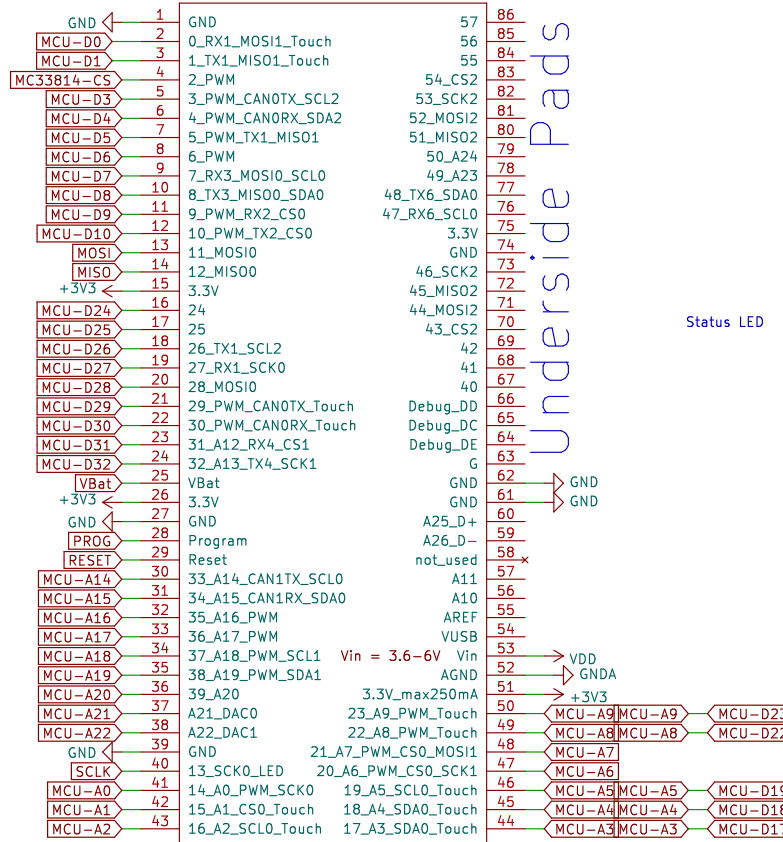 GND 1 GND 57 86
MCU-D0 2 0_RX1_MOSI1_Touch 56 85
MCU-D1 3 1_TX1_MISO1_Touch 55 84
MC33814-CS 4 2_PWM 54_CS2 83
MCU-D3 5 3_PWM_CAN0TX_SCL2 53_SCK2 82
MCU-D4 6 4_PWM_CAN0RX_SDA2 52_MOSI2 81
MCU-D5 7 5_PWM_TX1_MISO1 51_MISO2 80
MCU-D6 8 6_PWM 50_A24 79
MCU-D7 9 7_RX3_MOSI0_SCL0 49_A23 78
MCU-D8 10 8_TX3_MISO0_SDA0 48_TX6_SDA0 77
MCU-D9 11 9_PWM_RX2_CS0 47_RX6_SCL0 76
MCU-D10 12 10_PWM_TX2_CS0 3.3V 75
MOSI 13 11_MOSI0 GND 74
MISO 14 12_MISO0 46_SCK2 73
+3V3 15 3.3V 45_MISO2 72
MCU-D24 16 24 44_MOSI2 71
MCU-D25 17 25 43_CS2 70
MCU-D26 18 26_TX1_SCL2 42 69
MCU-D27 19 27_RX1_SCK0 41 68
MCU-D28 20 28_MOSI0 40 67
MCU-D29 21 29_PWM_CAN0TX_Touch Debug_DD 66
MCU-D30 22 30_PWM_CAN0RX_Touch Debug_DC 65
MCU-D31 23 31_A12_RX4_CS1 Debug_DE 64
MCU-D32 24 32_A13_TX4_SCK1 G 63
VBat 25 VBat GND 62 GND
+3V3 26 3.3V GND 61 GND
GND 27 GND A25_D+ 60
PROG 28 Program A26_D- 59
RESET 29 Reset not_used 58
MCU-A14 30 33_A14_CAN1TX_SCL0 A11 57
MCU-A15 31 34_A15_CAN1RX_SDA0 A10 56
MCU-A16 32 35_A16_PWM AREF 55
MCU-A17 33 36_A17_PWM VUSB 54
MCU-A18 34 37_A18_PWM_SCL1 Vin = 3.6-6V Vin 53 VDD
MCU-A19 35 38_A19_PWM_SDA1 AGND 52 GNDA
MCU-A20 36 39_A20 3.3V_max250mA 51 +3V3
MCU-A21 37 A21_DAC0 23_A9_PWM_Touch 50 MCU-A9 MCU-A9 MCU-D23
MCU-A22 38 A22_DAC1 22_A8_PWM_Touch 49 MCU-A8 MCU-A8 MCU-D22
GND 39 GND 21_A7_PWM_CS0_MOSI1 48 MCU-A7
SCLK 40 13_SCK0_LED 20_A6_PWM_CS0_SCK1 47 MCU-A6
MCU-A0 41 14_A0_PWM_SCK0 19_A5_SCL0_Touch 46 MCU-A5 MCU-A5 MCU-D19
MCU-A1 42 15_A1_CS0_Touch 18_A4_SDA0_Touch 45 MCU-A4 MCU-A4 MCU-D18
MCU-A2 43 16_A2_SCL0_Touch 17_A3_SDA0_Touch 44 MCU-A3 MCU-A3 MCU-D17
Underside Pads
Status LED